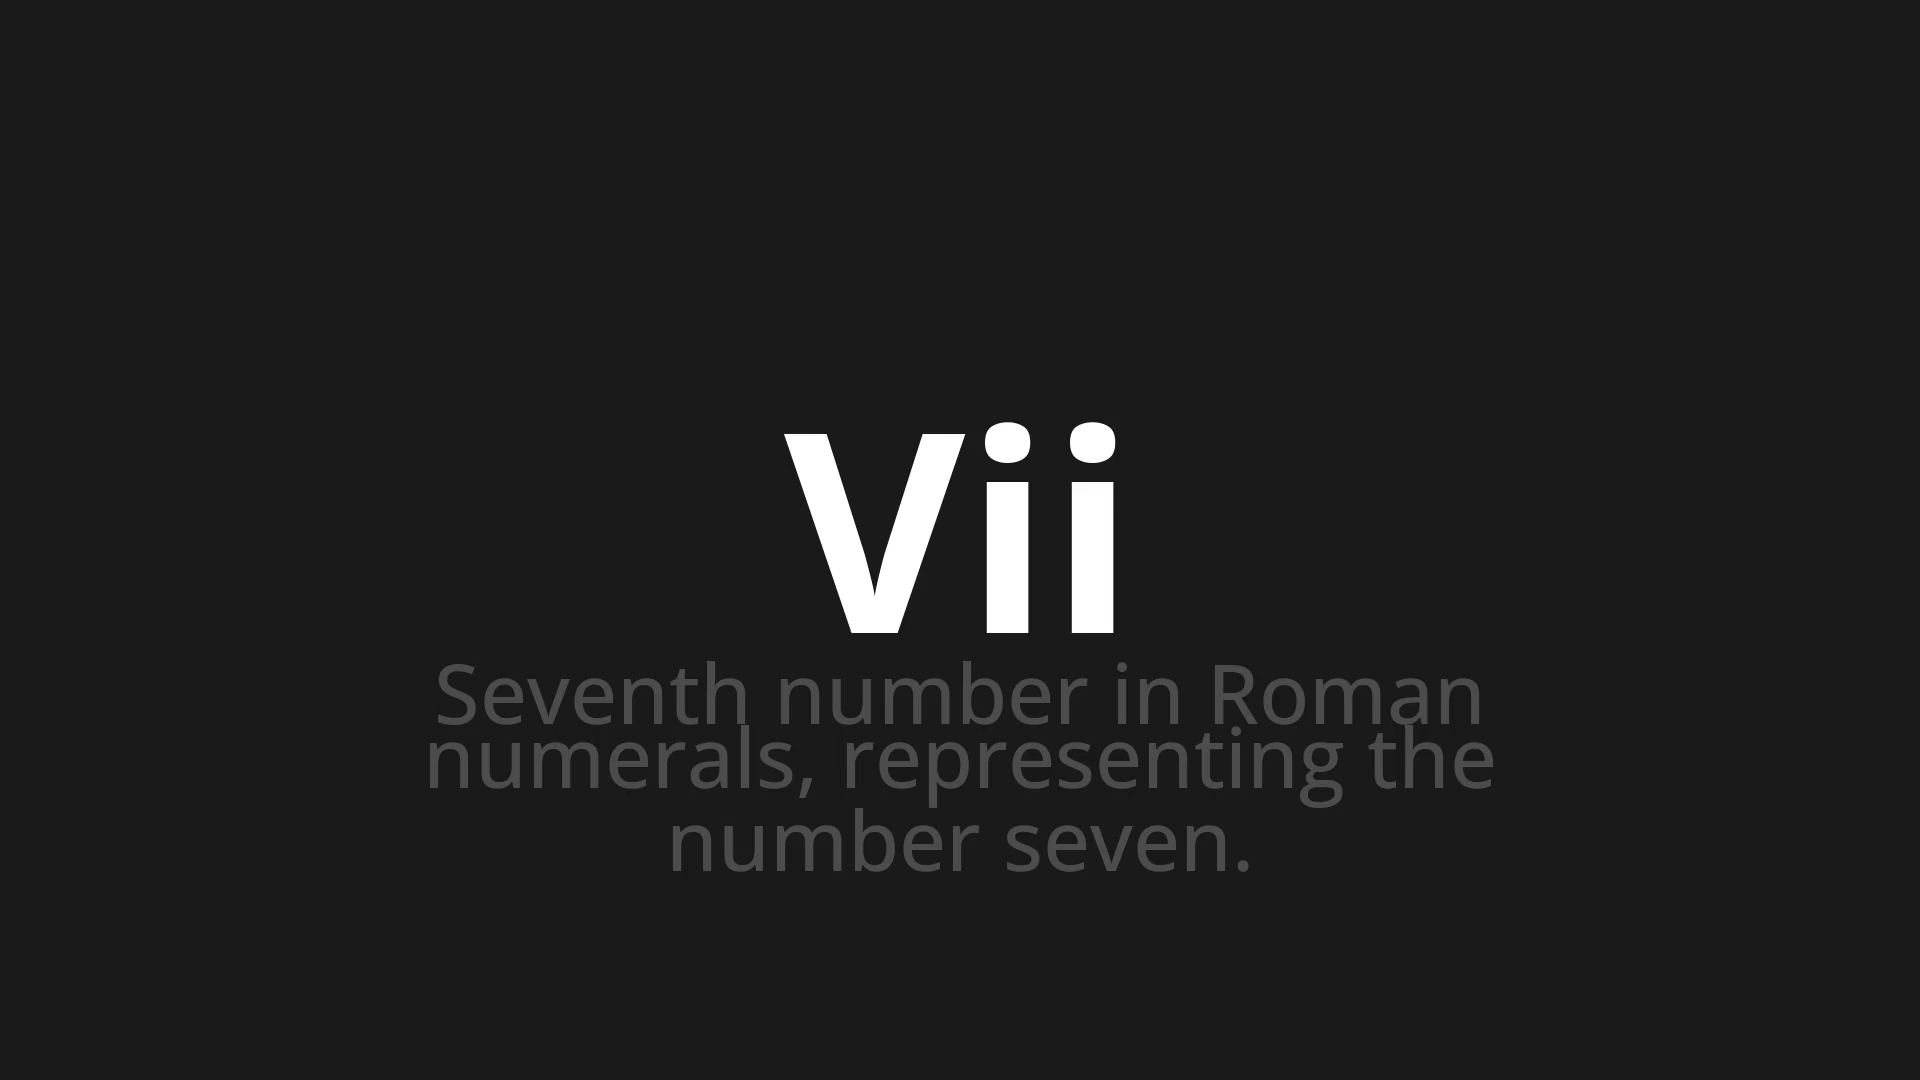 Vii
Seventh number in Roman
numerals, representing the
number seven.